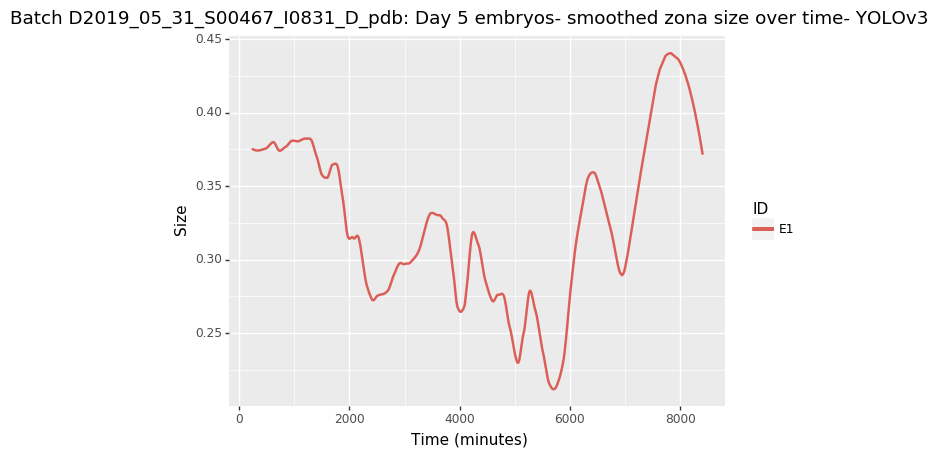 Batch D2019_05_31_S00467_I0831_D_pdb: Day 5 embryos- smoothed zona size over time- YOLOv3
0.45
0.40
0.35
0.30
0.25
Size
0
2000
4000
6000
8000
Time (minutes)
ID
E1